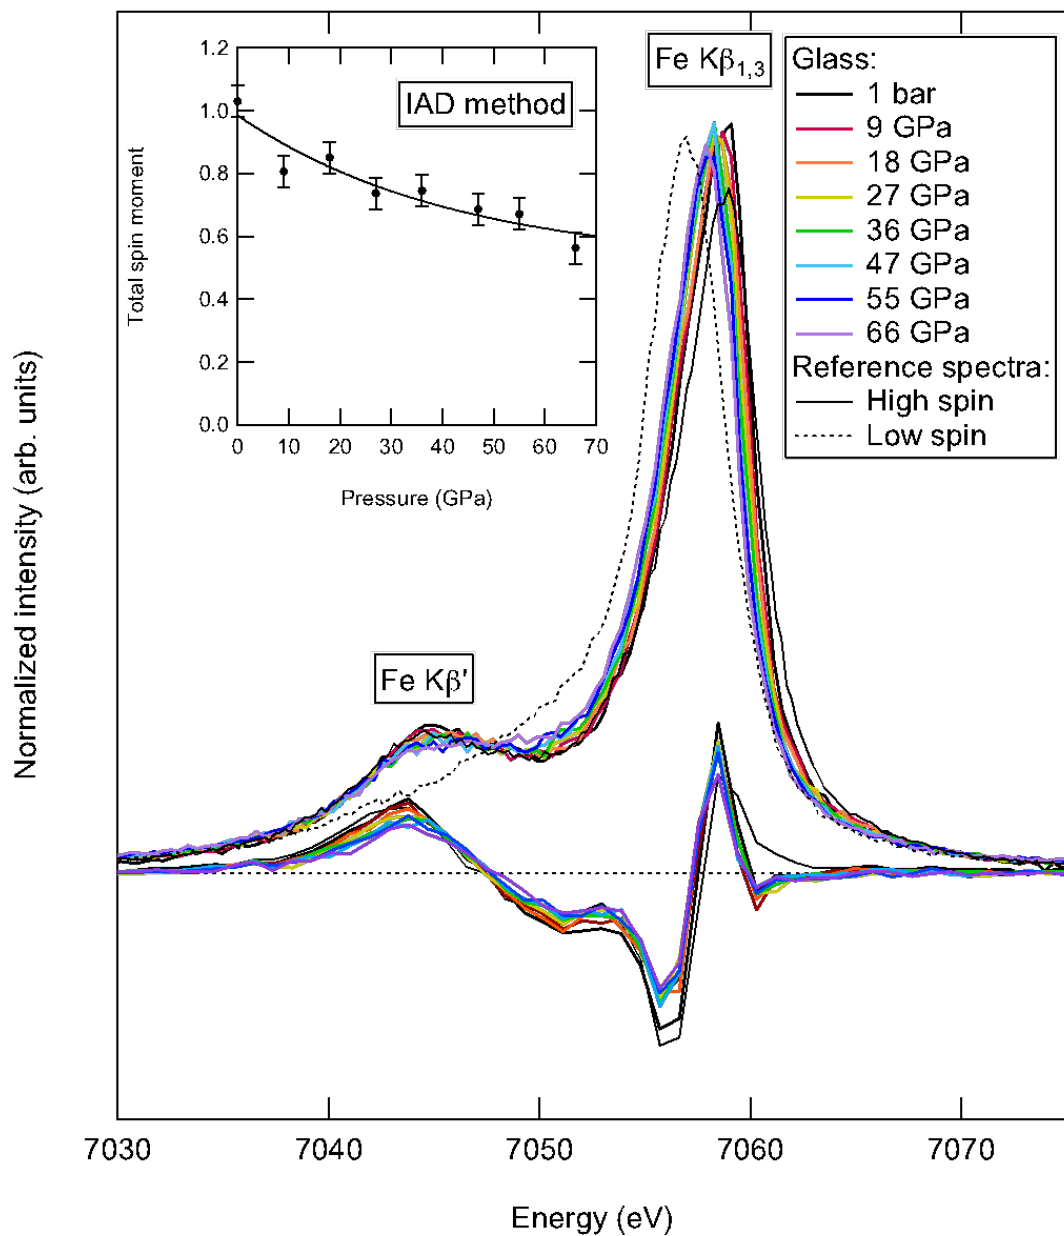 Fe Kβ1,3
Glass:
1 bar
9 GPa
18 GPa
27 GPa
36 GPa
47 GPa
55 GPa
66 GPa
Reference spectra:
High spin
Low spin
IAD method
Total spin moment
1.2
1.0
0.8
0.6
0.4
0.2
0.0
0 10 20 30 40 50 60 70
Pressure (GPa)
Fe Kβ'
Normalized intensity (arb. units)
7030 7040 7050 7060 7070
Energy (eV)